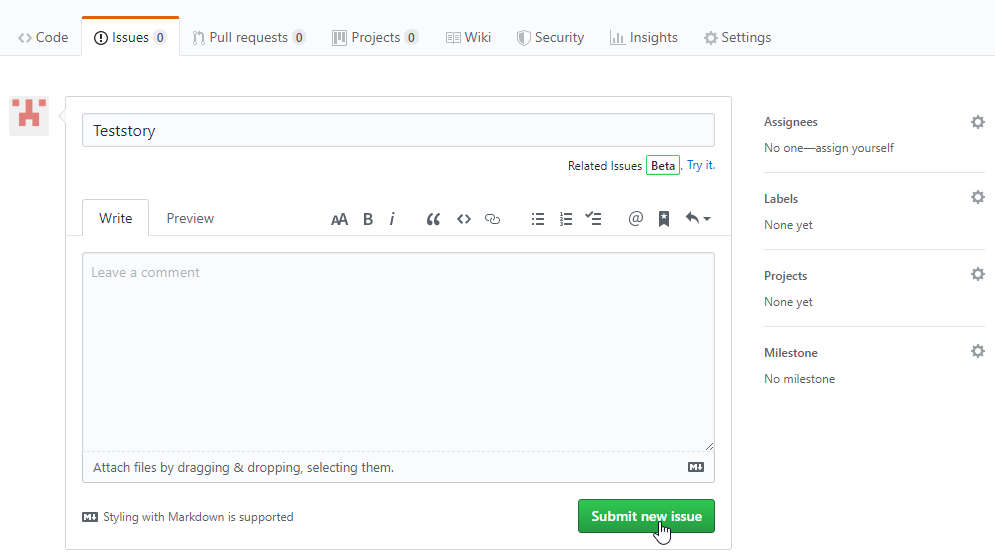 Code Issues 0 Pull requests 0 Projects 0 Wiki Security Insights Settings
Teststory
Related Issues Beta . Try it.
Write Preview AA B i @
Leave a comment
Attach files by dragging & dropping, selecting them.
Styling with Markdown is supported
Submit new issue
Assignees
No one—assign yourself
Labels
None yet
Projects
None yet
Milestone
No milestone